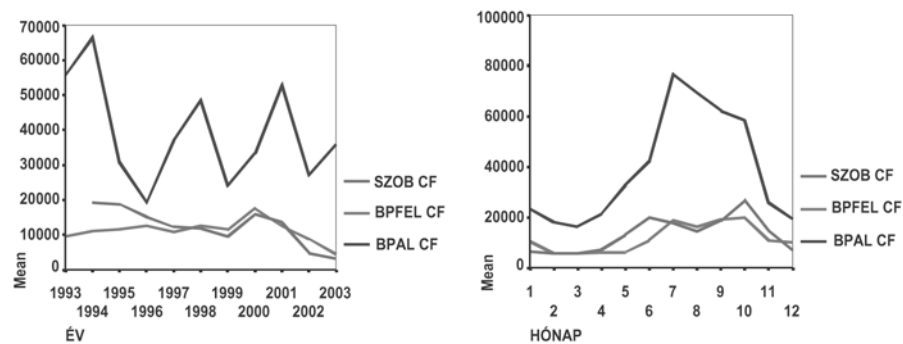 70000
60000
50000
40000
30000
20000
10000
0
Mean
1993 1995 1997 1999 2001 2003
1994 1996 1998 2000 2002
ÉV
SZOB CF
BPFEL CF
BPAL CF
100000
80000
60000
40000
20000
0
Mean
1 3 5 7 9 11
2 4 6 8 10 12
HÓNAP
SZOB CF
BPFEL CF
BPAL CF